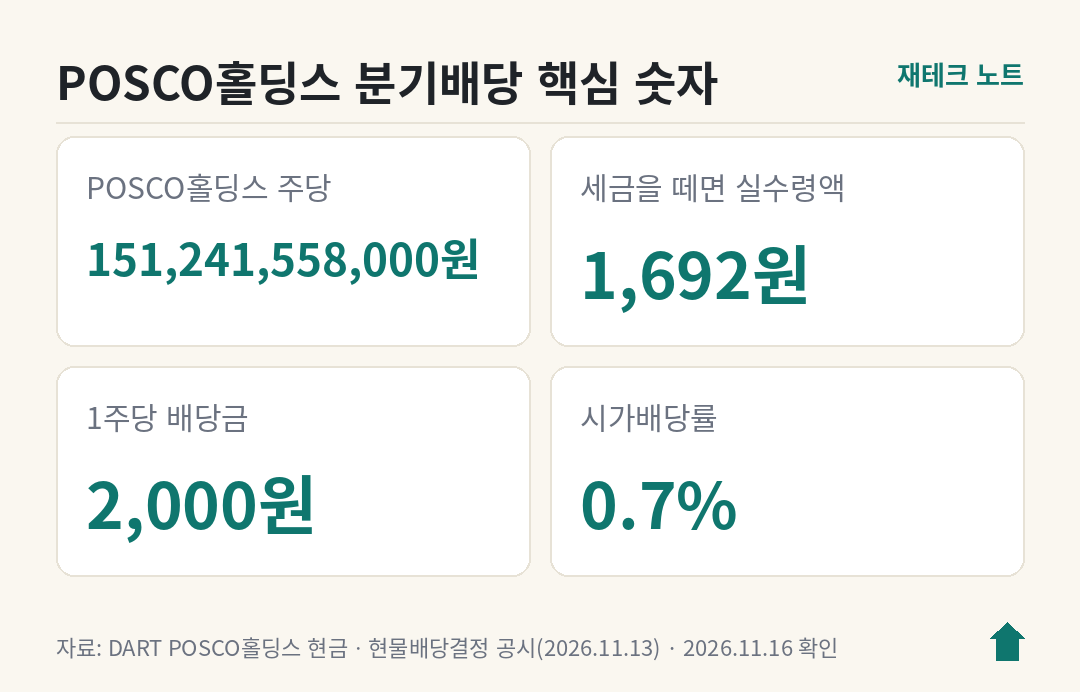 POSCO홀딩스 분기배당 핵심 숫자
재테크 노트
POSCO홀딩스 주당
151,241,558,000원
세금을 떼면 실수령액
1,692원
1주당 배당금
2,000원
시가배당률
0.7%
자료: DART POSCO홀딩스 현금 · 현물배당결정 공시(2026.11.13) · 2026.11.16 확인